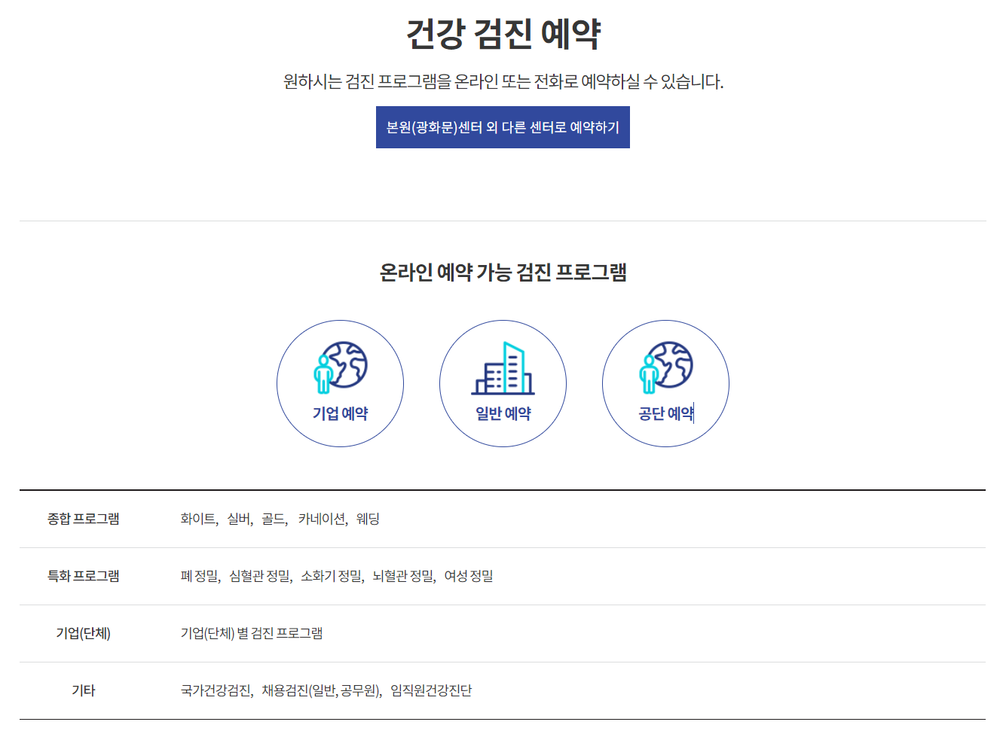 건강 검진 예약
원하시는 검진 프로그램을 온라인 또는 전화로 예약하실 수 있습니다.
본원(광화문)센터 외 다른 센터로 예약하기
온라인 예약 가능 검진 프로그램
기업 예약
일반 예약
공단 예약
종합 프로그램 화이트, 실버, 골드, 카네이션, 웨딩
특화 프로그램 폐 정밀, 심혈관 정밀, 소화기 정밀, 뇌혈관 정밀, 여성 정밀
기업(단체) 기업(단체) 별 검진 프로그램
기타 국가건강검진, 채용검진(일반, 공무원), 임직원건강진단